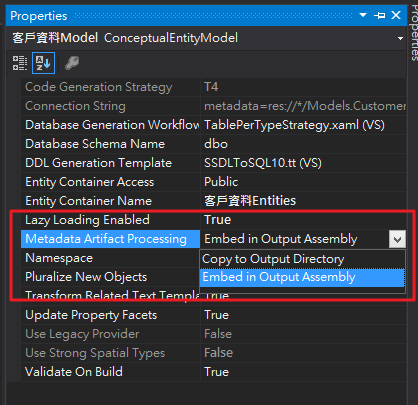 Properties
客戶資料Model ConceptualEntityModel
Code Generation Strategy T4
Connection String metadata=res://*/Models.Customer
Database Generation Workflow TablePerTypeStrategy.xaml (VS)
Database Schema Name dbo
DDL Generation Template SSDLToSQL10.tt (VS)
Entity Container Access Public
Entity Container Name 客戶資料Entities
Lazy Loading Enabled True
Metadata Artifact Processing Embed in Output Assembly
Namespace Copy to Output Directory
Pluralize New Objects Embed in Output Assembly
Transform Related Text Templa True
Update Property Facets True
Use Legacy Provider False
Use Strong Spatial Types False
Validate On Build True
Properties